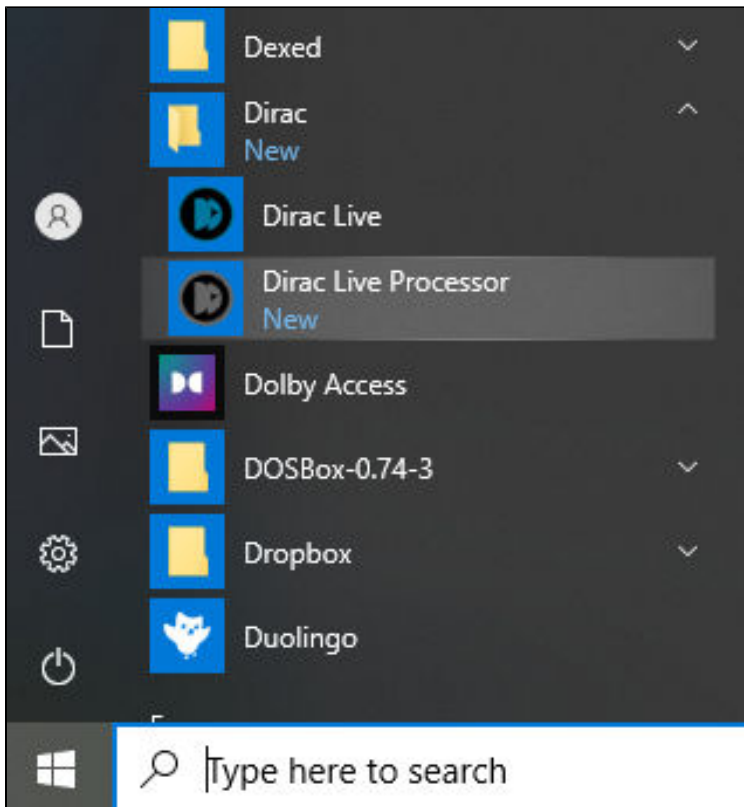 Dexed
Dirac
New
Dirac Live
Dirac Live Processor
New
Dolby Access
DOSBox-0.74-3
Dropbox
Duolingo
Type here to search